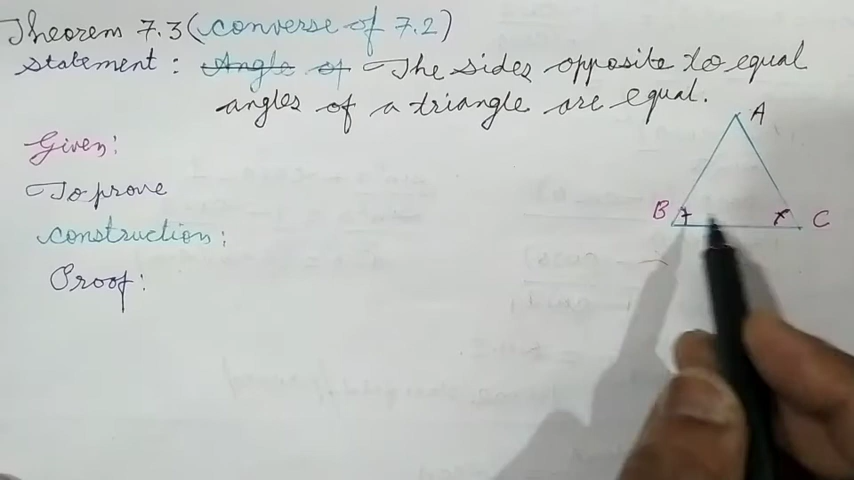 Theorem 7.3 (converse of 7.2)
statement : Angle of The sides opposite to equal
angles of a triangle are equal.
A
Given:
To prove
B C
construction:
Proof: